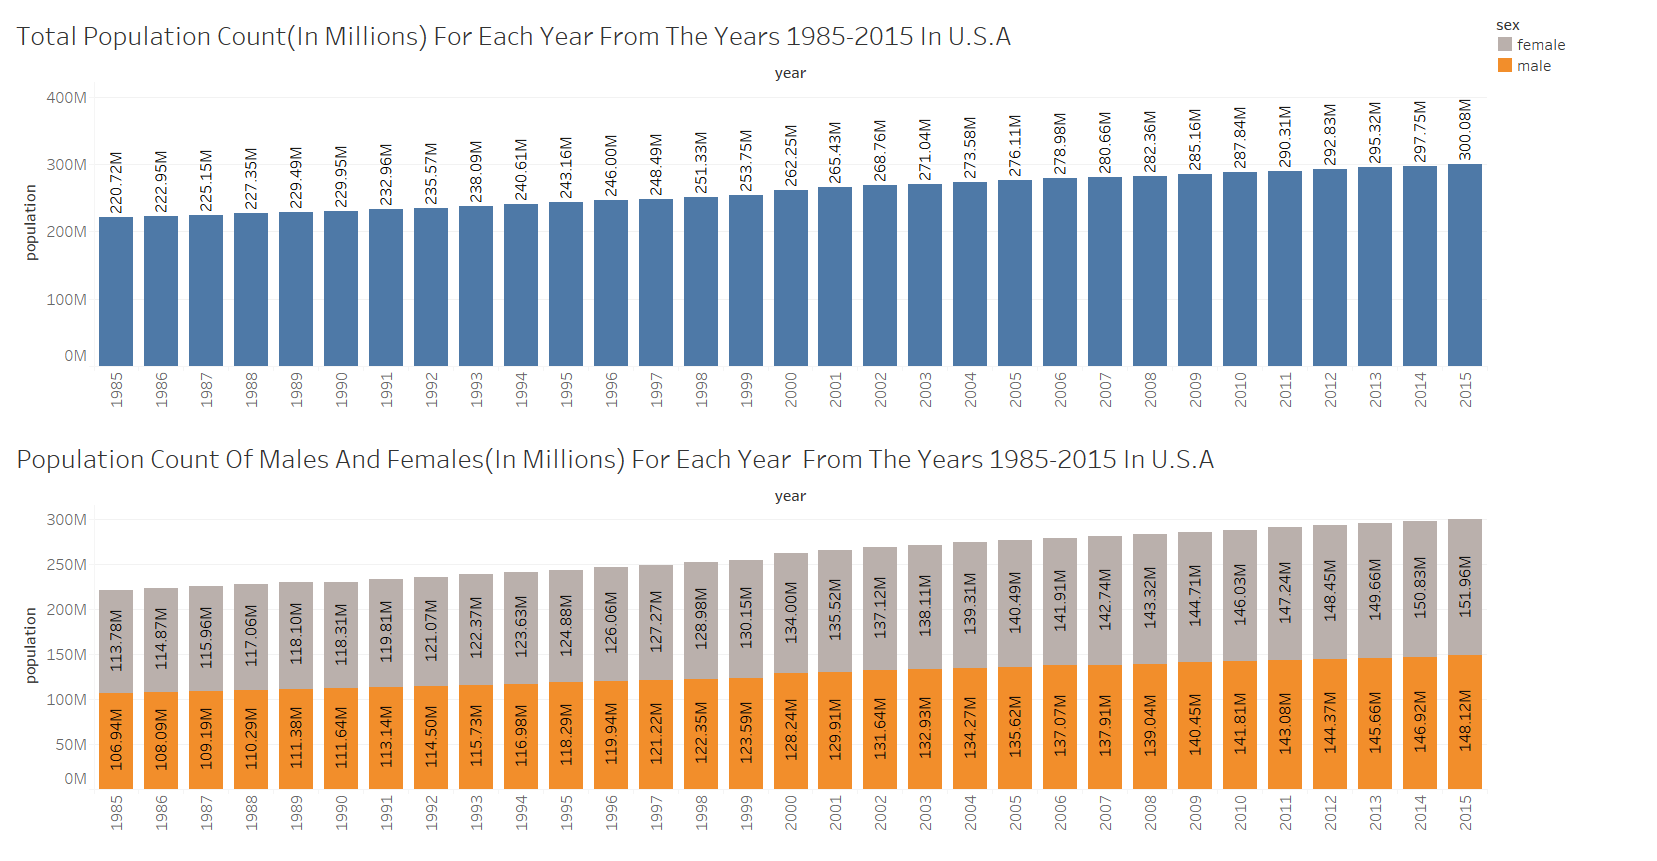 Total Population Count(In Millions) For Each Year From The Years 1985-2015 In U.S.A
sex
female
male
year
population
400M
300M
200M
100M
0M
220.72M
222.95M
225.15M
227.35M
229.49M
229.95M
232.96M
235.57M
238.09M
240.61M
243.16M
246.00M
248.49M
251.33M
253.75M
262.25M
265.43M
268.76M
271.04M
273.58M
276.11M
278.98M
280.66M
282.36M
285.16M
287.84M
290.31M
292.83M
295.32M
297.75M
300.08M
1985
1986
1987
1988
1989
1990
1991
1992
1993
1994
1995
1996
1997
1998
1999
2000
2001
2002
2003
2004
2005
2006
2007
2008
2009
2010
2011
2012
2013
2014
2015
Population Count Of Males And Females(In Millions) For Each Year  From The Years 1985-2015 In U.S.A
year
population
300M
250M
200M
150M
100M
50M
0M
113.78M
114.87M
115.96M
117.06M
118.10M
118.31M
119.81M
121.07M
122.37M
123.63M
124.88M
126.06M
127.27M
128.98M
130.15M
134.00M
135.52M
137.12M
138.11M
139.31M
140.49M
141.91M
142.74M
143.32M
144.71M
146.03M
147.24M
148.45M
149.66M
150.83M
151.96M
106.94M
108.09M
109.19M
110.29M
111.38M
111.64M
113.14M
114.50M
115.73M
116.98M
118.29M
119.94M
121.22M
122.35M
123.59M
128.24M
129.91M
131.64M
132.93M
134.27M
135.62M
137.07M
137.91M
139.04M
140.45M
141.81M
143.08M
144.37M
145.66M
146.92M
148.12M
1985
1986
1987
1988
1989
1990
1991
1992
1993
1994
1995
1996
1997
1998
1999
2000
2001
2002
2003
2004
2005
2006
2007
2008
2009
2010
2011
2012
2013
2014
2015